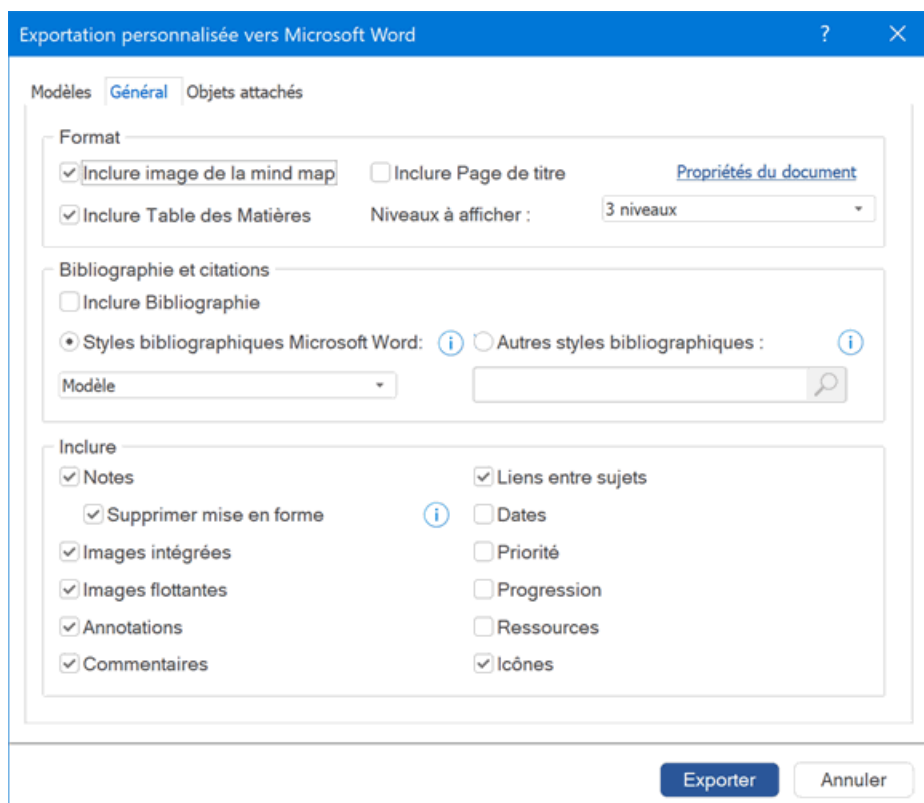 Exportation personnalisée vers Microsoft Word ?
Modèles Général Objets attachés
Format
Inclure image de la mind map Inclure Page de titre Propriétés du document
Inclure Table des Matières Niveaux à afficher : 3 niveaux
Bibliographie et citations
Inclure Bibliographie
Styles bibliographiques Microsoft Word: i Autres styles bibliographiques : i
Modèle
Inclure
Notes Liens entre sujets
Supprimer mise en forme i Dates
Images intégrées Priorité
Images flottantes Progression
Annotations Ressources
Commentaires Icônes
Exporter Annuler